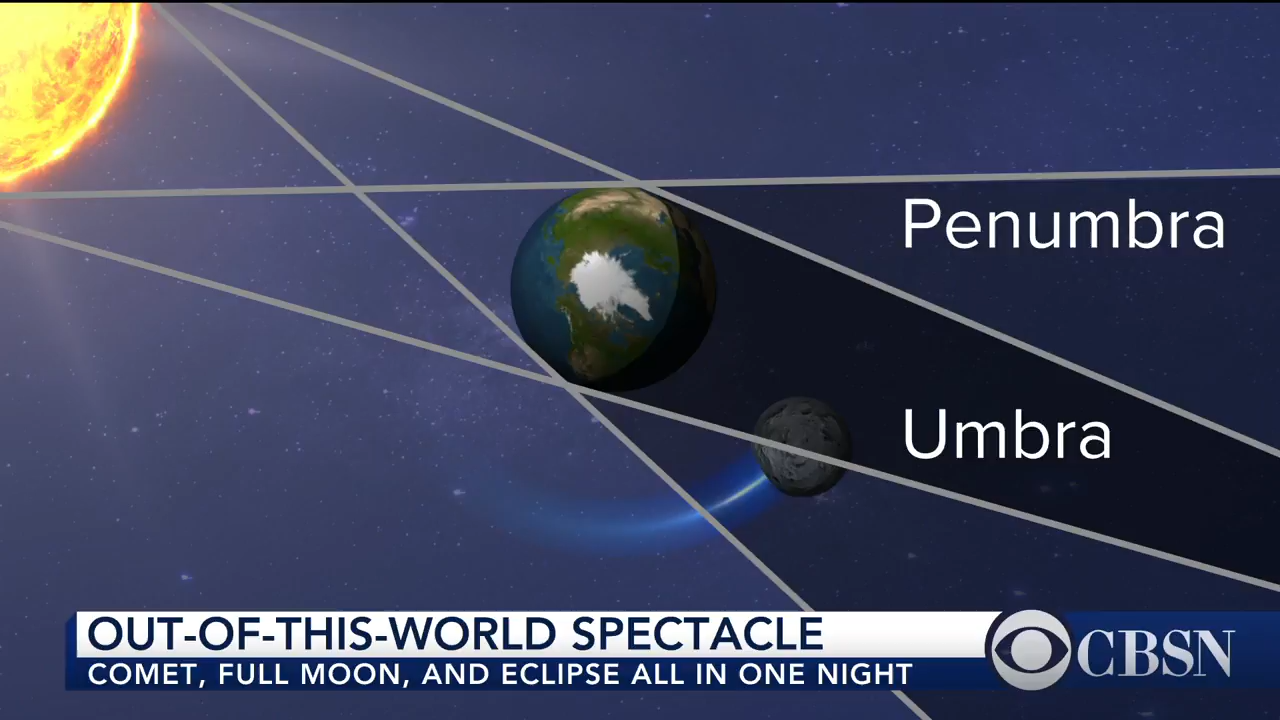 Penumbra
Umbra
OUT-OF-THIS-WORLD SPECTACLE
COMET, FULL MOON, AND ECLIPSE ALL IN ONE NIGHT
CBSN